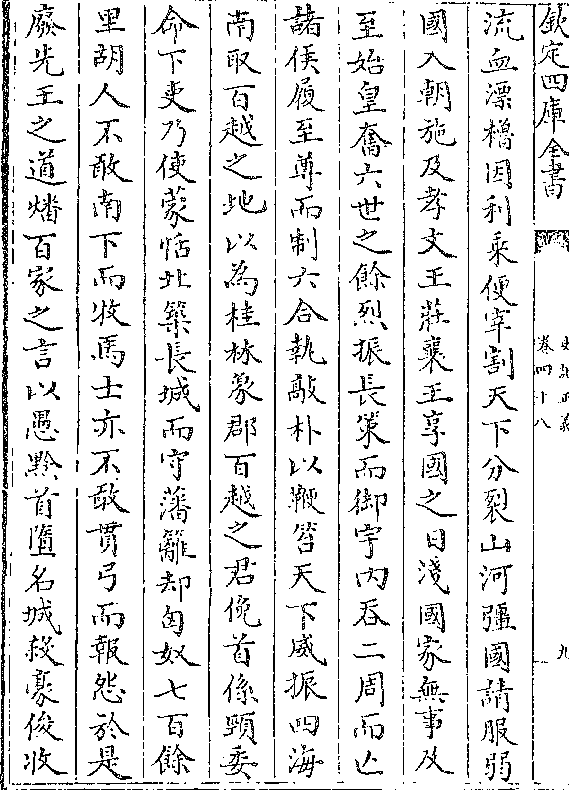 欽定四庫全書
史記正義
卷四十八
九
流血漂櫓因利乘便宰割天下分裂山河彊國請服弱
國入朝施及孝文王莊襄王享國之日淺國家無事及
至始皇奮六世之餘烈振長策而御宇內吞二周而亡
諸侯履至尊而制六合執敲朴以鞭笞天下威振四海
南取百越之地以為桂林象郡百越之君俛首係頸委
命下吏乃使蒙恬北築長城而守藩籬却匈奴七百餘
里胡人不敢南下而牧馬士亦不敢貫弓而報怨於是
廢先王之道燔百家之言以愚黔首墮名城殺豪俊收